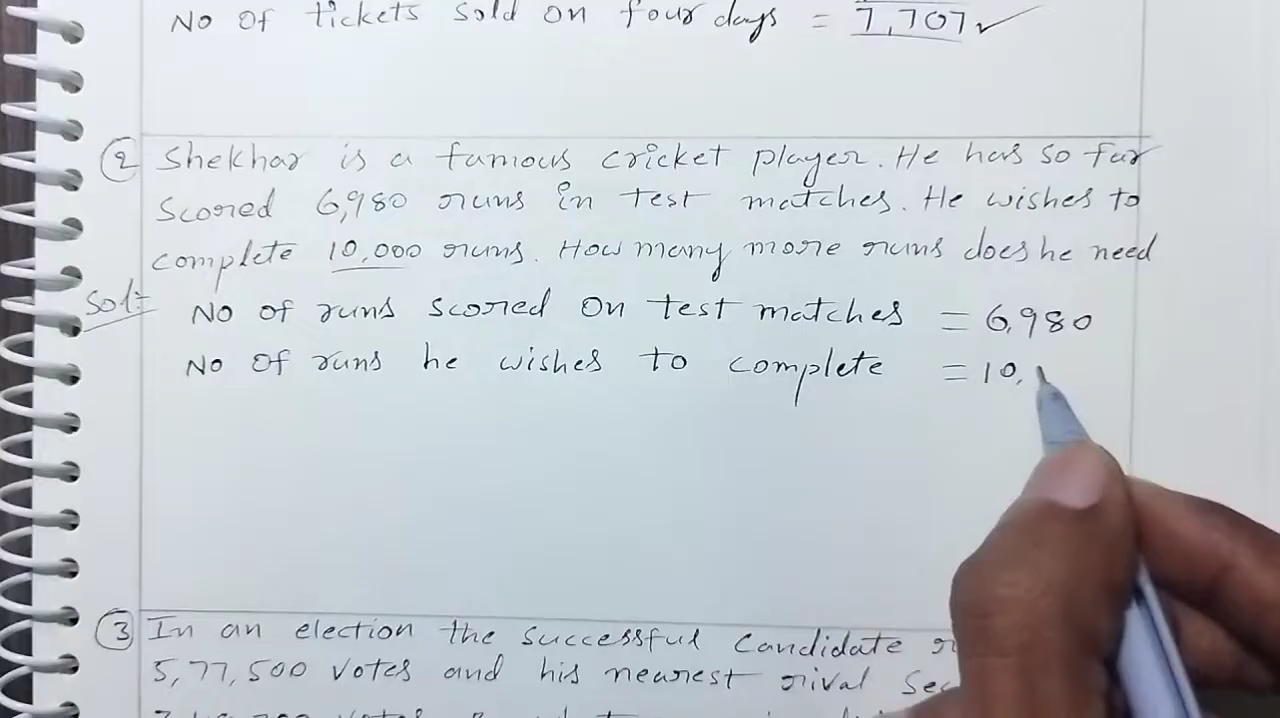 No of tickets sold on four days = 7,707 ✓
② Shekhar is a famous cricket player. He has so far
scored 6,980 runs in test matches. He wishes to
complete 10,000 runs. How many more runs does he need
Sol:= No of runs scored on test matches = 6,980
No of runs he wishes to complete = 10,
③ In an election the successful candidate
5,77,500 votes and his nearest rival